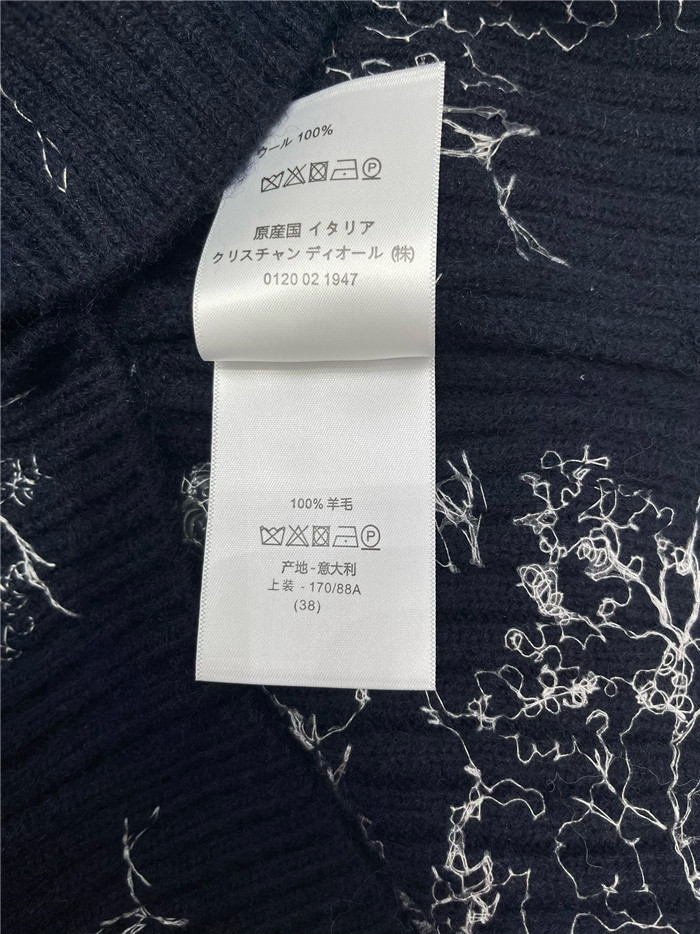 ウール 100%
原産国 イタリア
クリスチャン ディオール (株)
0120 02 1947
100% 羊毛
产地-意大利
上装 - 170/88A
(38)